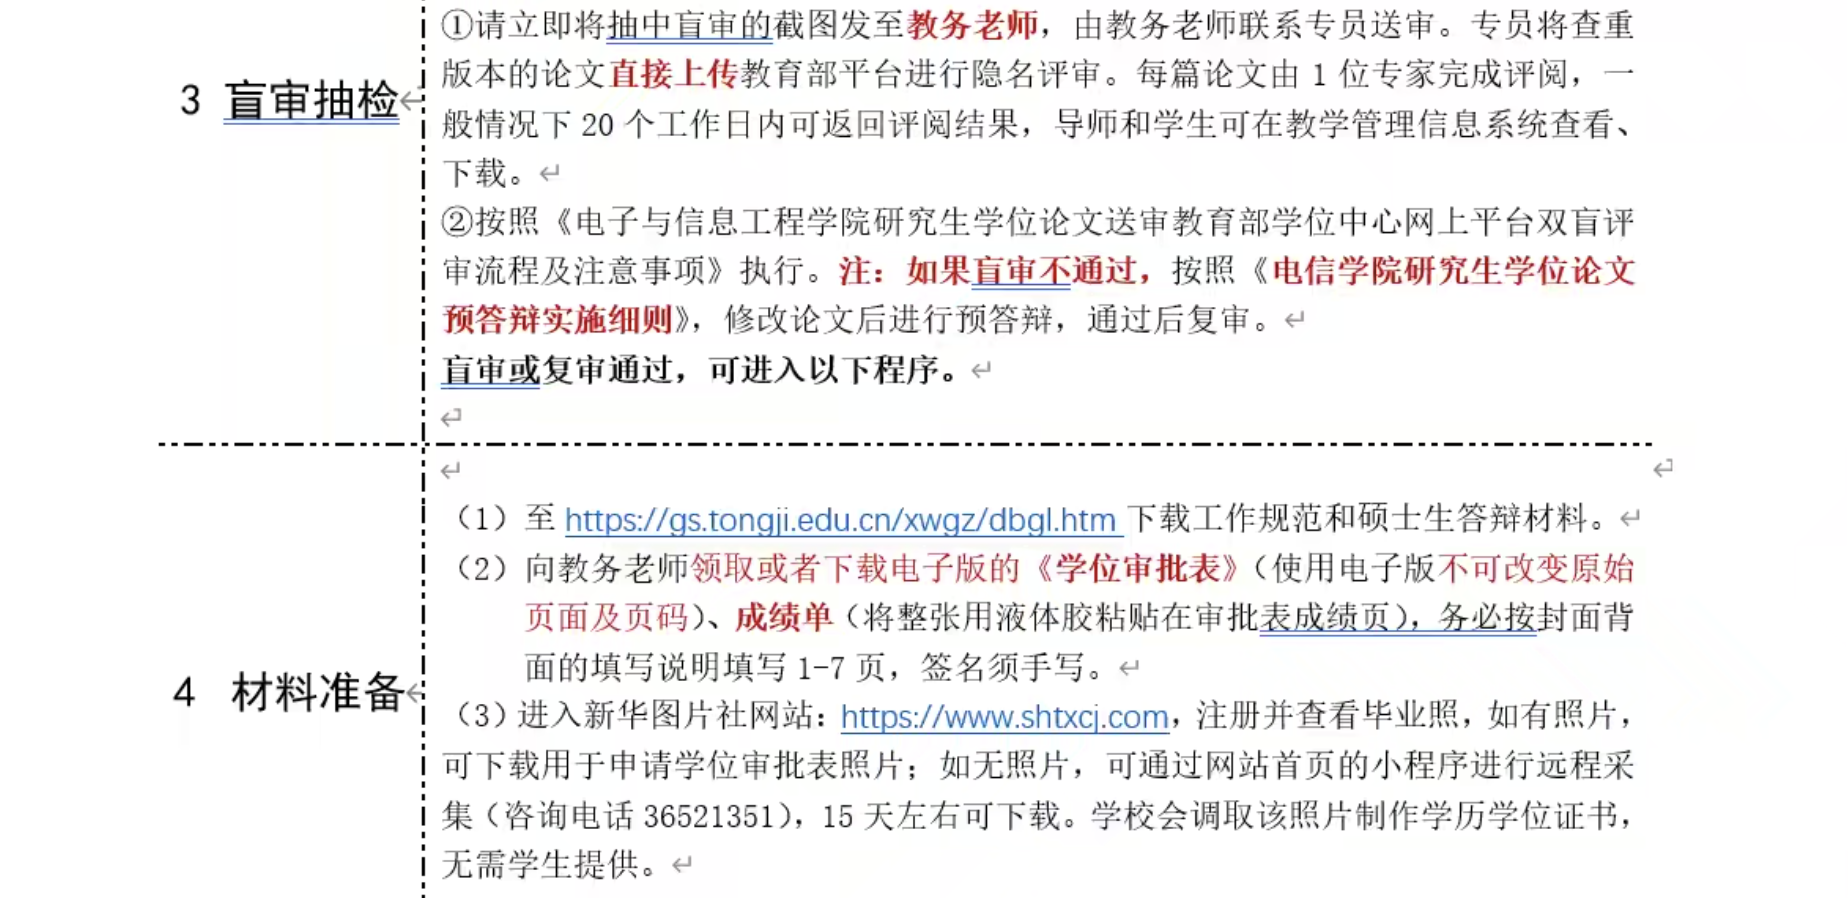 ①请立即将抽中盲审的截图发至教务老师，由教务老师联系专员送审。专员将查重
版本的论文直接上传教育部平台进行隐名评审。每篇论文由 1 位专家完成评阅，一
3 盲审抽检
般情况下 20 个工作日内可返回评阅结果，导师和学生可在教学管理信息系统查看、
下载。
②按照《电子与信息工程学院研究生学位论文送审教育部学位中心网上平台双盲评
审流程及注意事项》执行。注：如果盲审不通过，按照《电信学院研究生学位论文
预答辩实施细则》，修改论文后进行预答辩，通过后复审。
盲审或复审通过，可进入以下程序。
（1）至 https://gs.tongji.edu.cn/xwgz/dbgl.htm 下载工作规范和硕士生答辩材料。
（2）向教务老师领取或者下载电子版的《学位审批表》（使用电子版不可改变原始
页面及页码）、成绩单（将整张用液体胶粘贴在审批表成绩页），务必按封面背
面的填写说明填写 1-7 页，签名须手写。
4 材料准备
（3）进入新华图片社网站：https://www.shtxcj.com，注册并查看毕业照，如有照片，
可下载用于申请学位审批表照片；如无照片，可通过网站首页的小程序进行远程采
集（咨询电话 36521351），15 天左右可下载。学校会调取该照片制作学历学位证书，
无需学生提供。